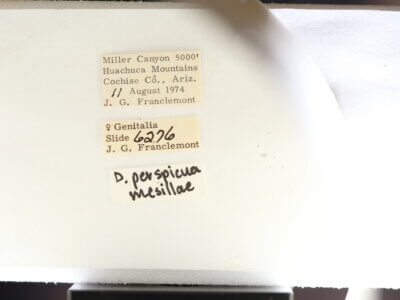 Miller Canyon 5000'
Huachuca Mountains
Cochise Co., Ariz.
11 August 1974
J. G. Franclemont
♀ Genitalia
Slide 6276
J. G. Franclemont
D. perspicua
mesillae